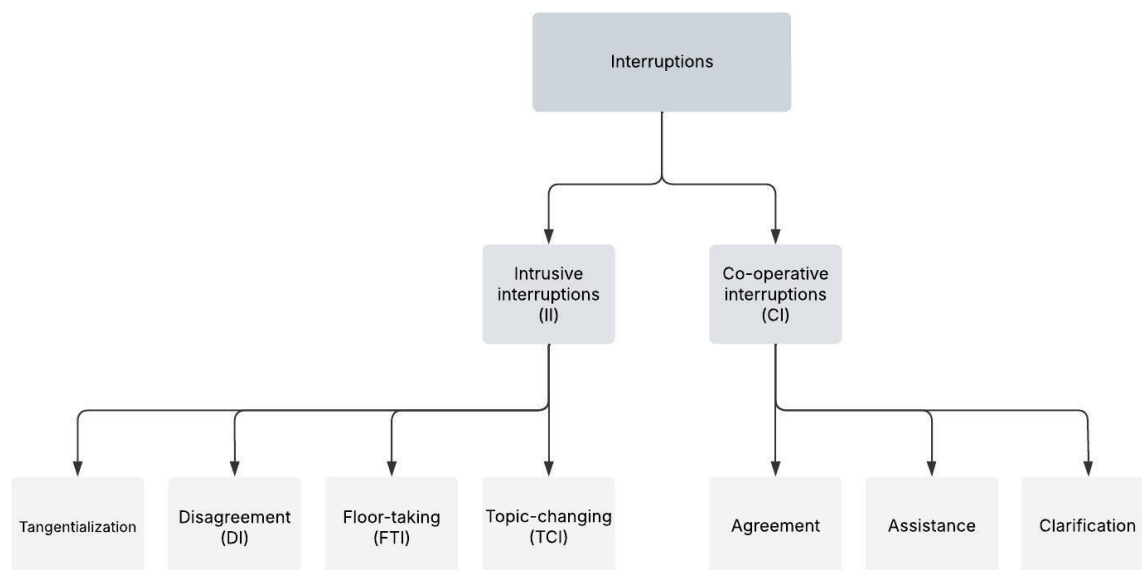 Interruptions
Intrusive
interruptions
(II)
Co-operative
interruptions
(CI)
Tangentialization
Disagreement
(DI)
Floor-taking
(FTI)
Topic-changing
(TCI)
Agreement
Assistance
Clarification